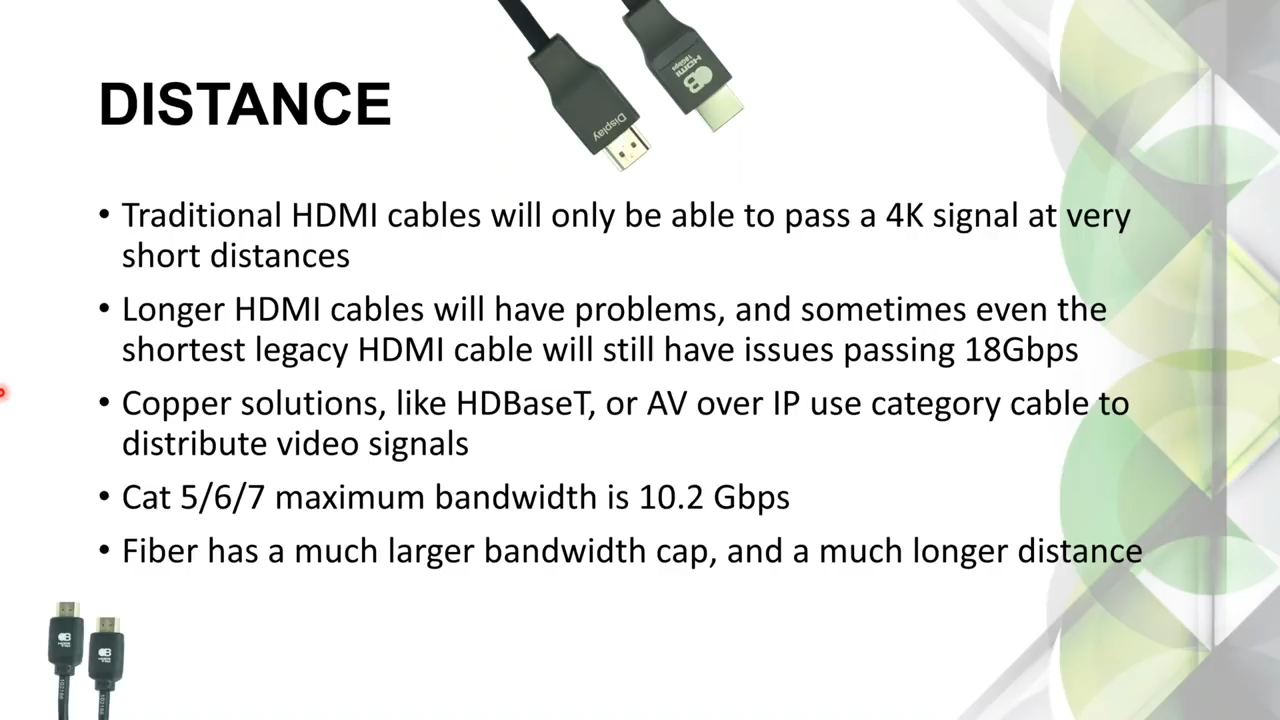 DISTANCE
Display
HDMI
18Gbps
• Traditional HDMI cables will only be able to pass a 4K signal at very
short distances
• Longer HDMI cables will have problems, and sometimes even the
shortest legacy HDMI cable will still have issues passing 18Gbps
• Copper solutions, like HDBaseT, or AV over IP use category cable to
distribute video signals
• Cat 5/6/7 maximum bandwidth is 10.2 Gbps
• Fiber has a much larger bandwidth cap, and a much longer distance